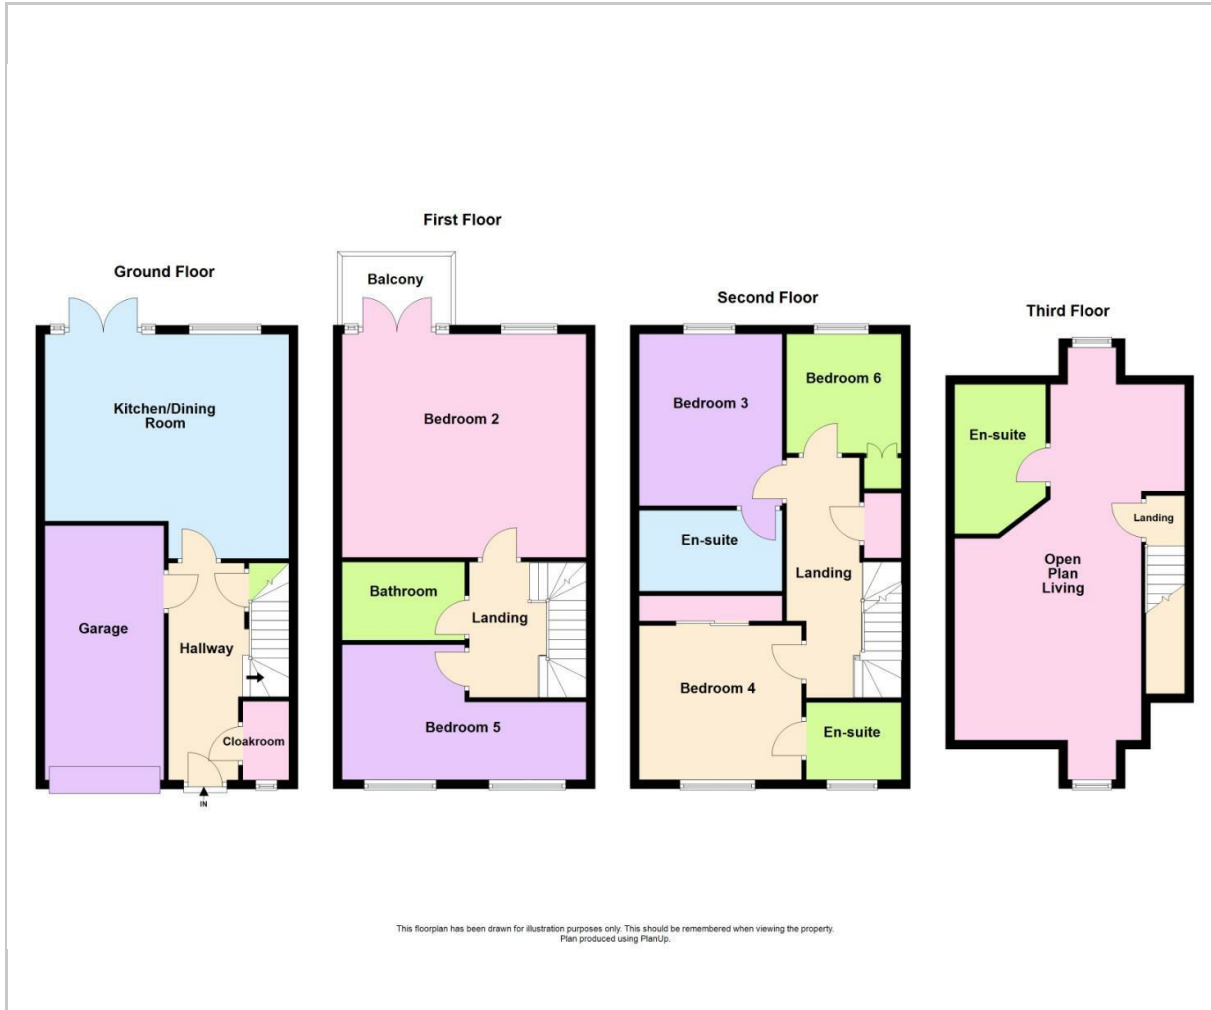 Ground Floor
Kitchen/Dining
Room
Garage
Hallway
Cloakroom
IN
First Floor
Balcony
Bedroom 2
Bathroom
Landing
Bedroom 5
Second Floor
Bedroom 3
Bedroom 6
En-suite
Landing
Bedroom 4
En-suite
Third Floor
En-suite
Landing
Open
Plan
Living
This floorplan has been drawn for illustration purposes only. This should be remembered when viewing the property.
Plan produced using PlanUp.